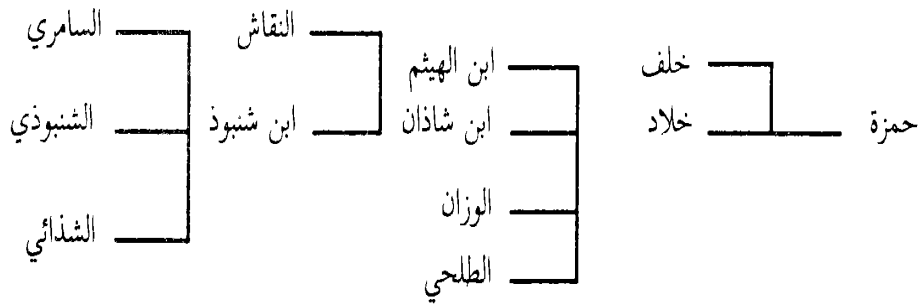 حمزة
خلف
خلاد
ابن الهيثم
ابن شاذان
الوزان
الطلحي
النقاش
ابن شنبوذ
السامري
الشنبوذي
الشذائي